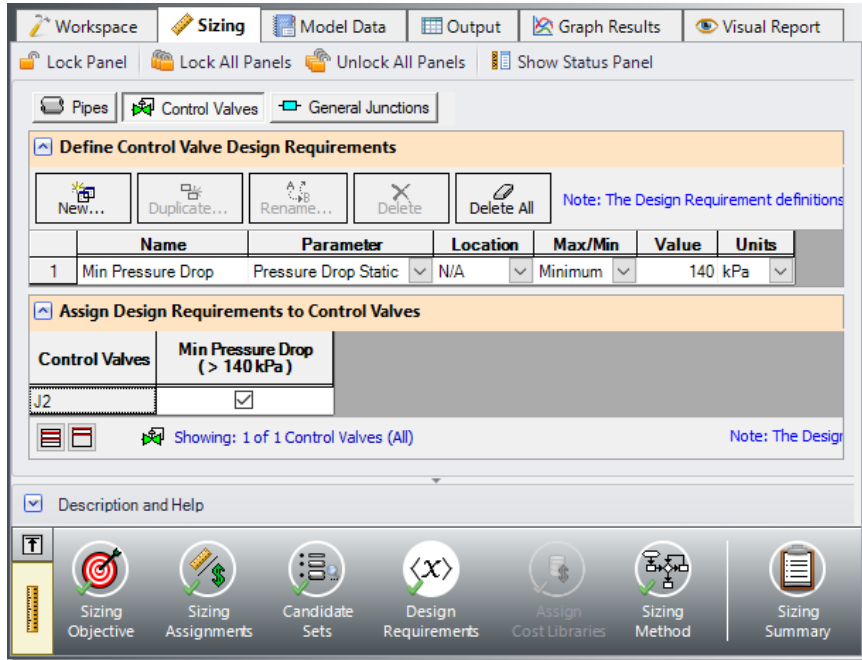 Workspace Sizing Model Data Output Graph Results Visual Report
Lock Panel Lock All Panels Unlock All Panels Show Status Panel
Pipes Control Valves General Junctions
Define Control Valve Design Requirements
New... Duplicate... Rename... Delete Delete All Note: The Design Requirement definitions
Name Parameter Location Max/Min Value Units
1 Min Pressure Drop Pressure Drop Static N/A Minimum 140 kPa
Assign Design Requirements to Control Valves
Control Valves Min Pressure Drop
( > 140 kPa )
J2
Showing: 1 of 1 Control Valves (All) Note: The Design
Description and Help
Sizing Sizing Candidate Design Assign Sizing Sizing
Objective Assignments Sets Requirements Cost Libraries Method Summary